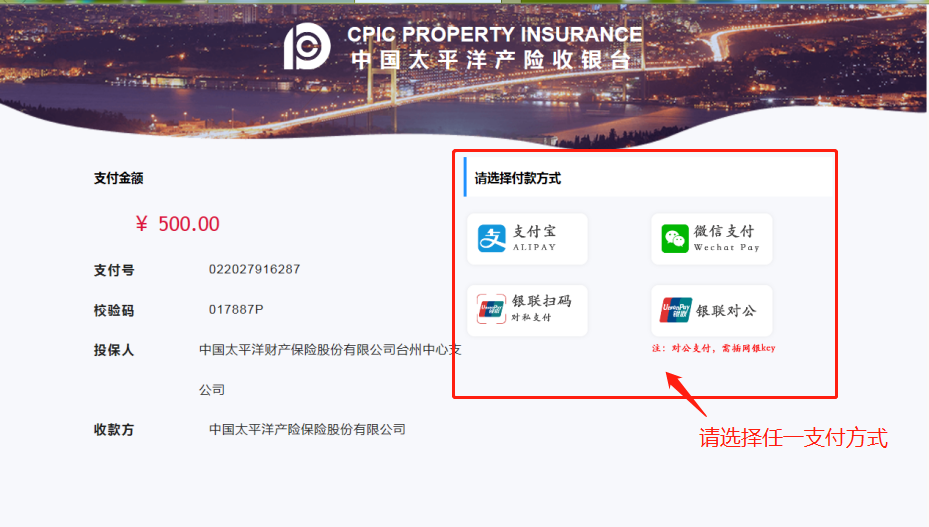 CPIC PROPERTY INSURANCE
中国太平洋产险收银台
支付金额
¥ 500.00
支付号 022027916287
校验码 017887P
投保人 中国太平洋财产保险股份有限公司台州中心支
公司
收款方 中国太平洋产险保险股份有限公司
请选择付款方式
支付宝
ALIPAY
微信支付
Wechat Pay
UnionPay
银联
银联扫码
对私支付
UnionPay
银联
银联对公
注：对公支付，需插网银key
请选择任一支付方式